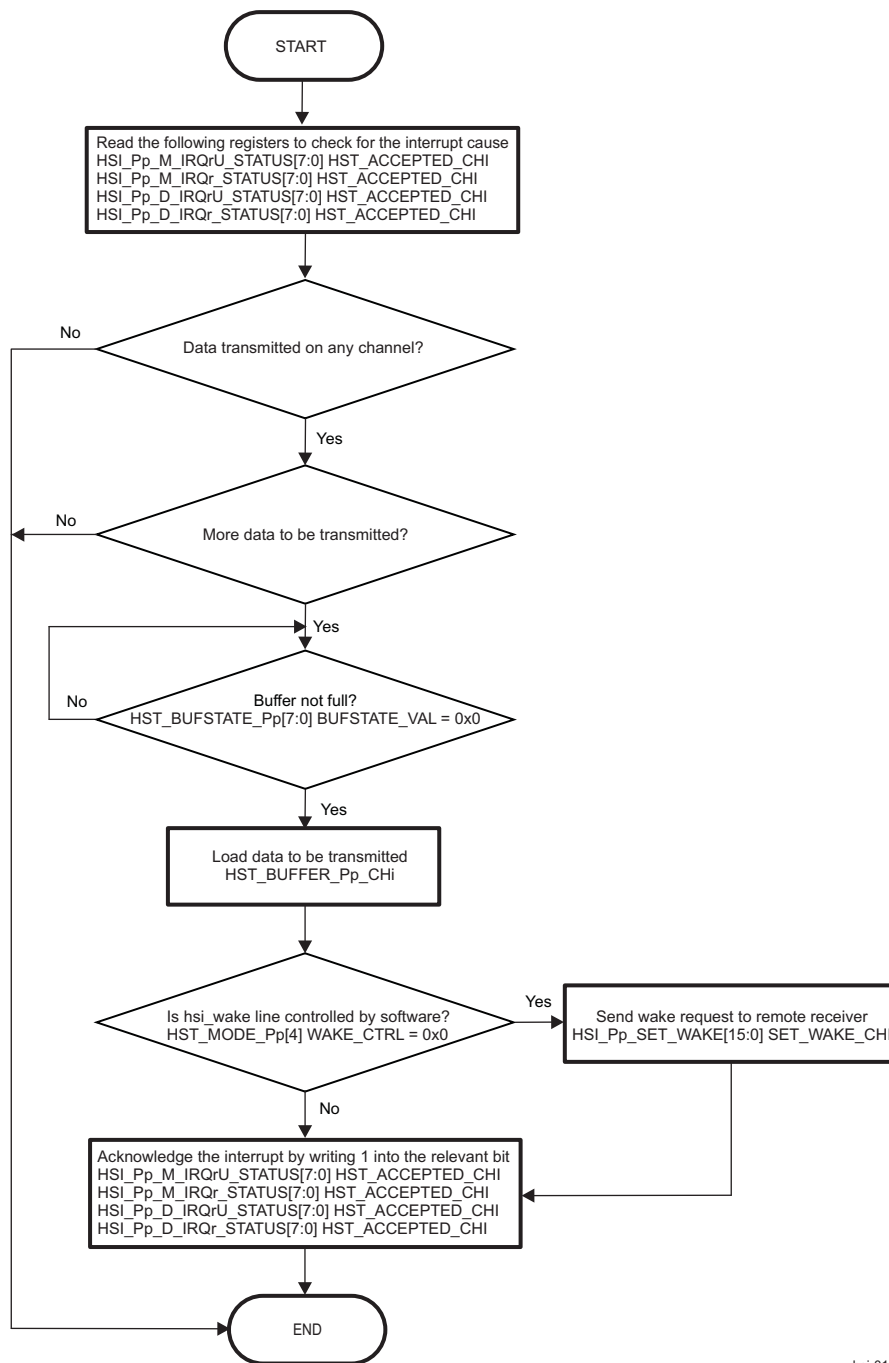 START
Read the following registers to check for the interrupt cause
HSI_Pp_M_IRQrU_STATUS[7:0] HST_ACCEPTED_CHI
HSI_Pp_M_IRQr_STATUS[7:0] HST_ACCEPTED_CHI
HSI_Pp_D_IRQrU_STATUS[7:0] HST_ACCEPTED_CHI
HSI_Pp_D_IRQr_STATUS[7:0] HST_ACCEPTED_CHI
No
Data transmitted on any channel?
Yes
No
More data to be transmitted?
Yes
Buffer not full?
No
HST_BUFSTATE_Pp[7:0] BUFSTATE_VAL = 0x0
Yes
Load data to be transmitted
HST_BUFFER_Pp_CHi
Is hsi_wake line controlled by software?
HST_MODE_Pp[4] WAKE_CTRL = 0x0
Yes
Send wake request to remote receiver
HSI_Pp_SET_WAKE[15:0] SET_WAKE_CHI
No
Acknowledge the interrupt by writing 1 into the relevant bit
HSI_Pp_M_IRQrU_STATUS[7:0] HST_ACCEPTED_CHI
HSI_Pp_M_IRQr_STATUS[7:0] HST_ACCEPTED_CHI
HSI_Pp_D_IRQrU_STATUS[7:0] HST_ACCEPTED_CHI
HSI_Pp_D_IRQr_STATUS[7:0] HST_ACCEPTED_CHI
END